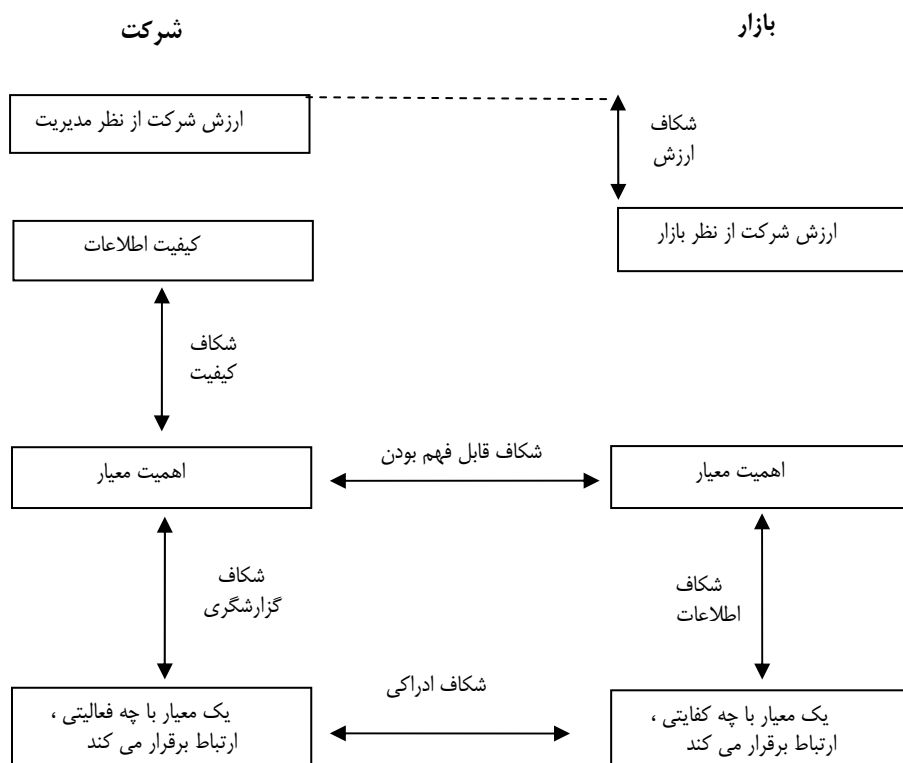 شرکت
بازار
ارزش شرکت از نظر مدیریت
شکاف
ارزش
ارزش شرکت از نظر بازار
کیفیت اطلاعات
شکاف
کیفیت
اهمیت معیار
شکاف قابل فهم بودن
اهمیت معیار
شکاف
گزارشگری
شکاف
اطلاعات
شکاف ادراکی
یک معیار با چه فعالیتی ،
ارتباط برقرار می کند
یک معیار با چه کفایتی ،
ارتباط برقرار می کند